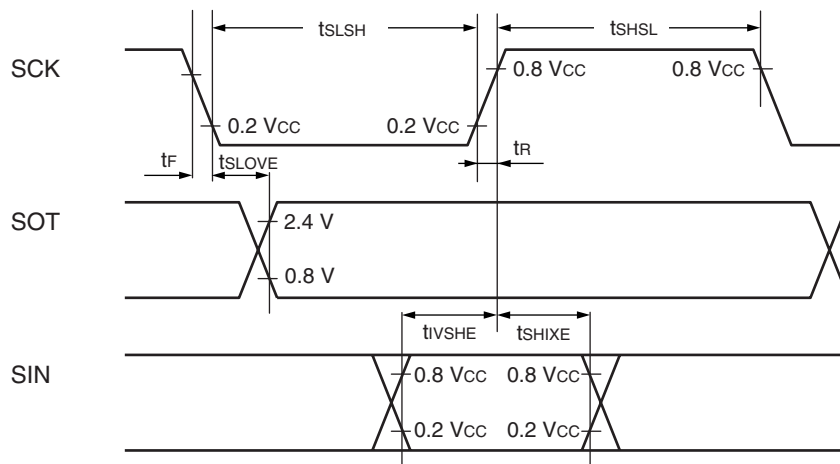 tSLSH
tSHSL
SCK
0.8 VCC
0.8 VCC
0.2 VCC
0.2 VCC
tF
tSLOVE
tR
SOT
2.4 V
0.8 V
tIVSHE
tSHIXE
SIN
0.8 VCC
0.8 VCC
0.2 VCC
0.2 VCC